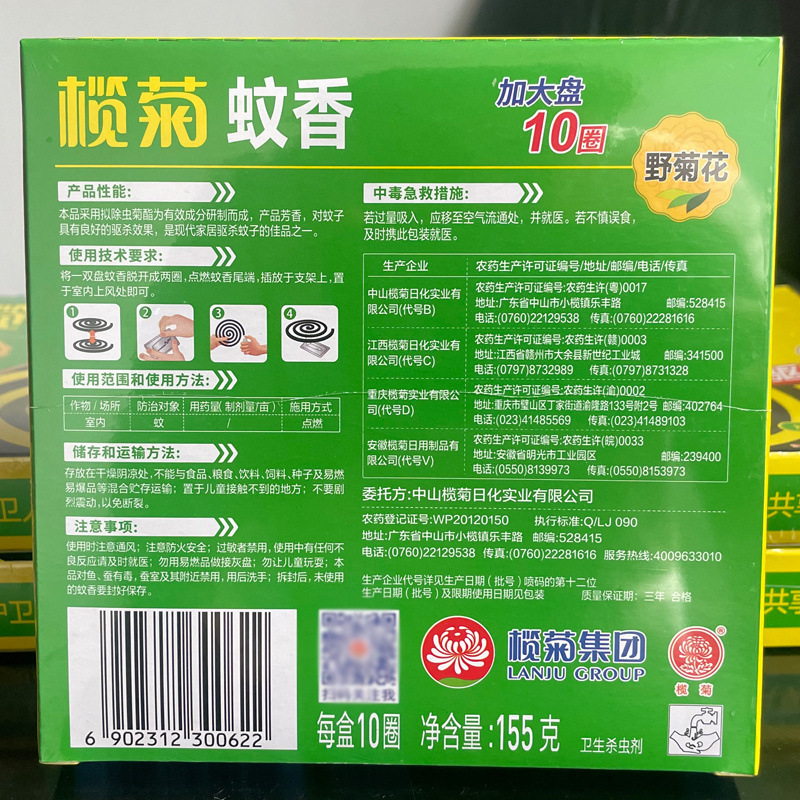 榄菊 蚊香
加大盘
10圈
野菊花
产品性能:
本品采用拟除虫菊酯为有效成分研制而成，产品芳香，对蚊子
具有良好的驱杀效果，是现代家居驱杀蚊子的佳品之一。
使用技术要求:
将一双盘蚊香脱开成两圈，点燃蚊香尾端，插放于支架上，置
于室内上风处即可。
1 2 3 4
使用范围和使用方法:
作物/场所 防治对象 用药量(制剂量/亩) 施用方式
室内 蚊 / 点燃
储存和运输方法:
存放在干燥阴凉处，不能与食品、粮食、饮料、饲料、种子及易燃
易爆品等混合贮存运输；置于儿童接触不到的地方；不要剧
烈震动，以免断裂。
注意事项:
使用时注意通风；注意防火安全；过敏者禁用，使用中有任何不
良反应请及时就医；勿用易燃品做接灰盘；勿让儿童玩耍；本
品对鱼、蚕有毒，蚕室及其附近禁用，用后洗手；拆封后，未使用
的蚊香要封好保存。
中毒急救措施:
若过量吸入，应移至空气流通处，并就医。若不慎误食，
及时携此包装就医。
生产企业 农药生产许可证编号/地址/邮编/电话/传真
中山榄菊日化实业有
限公司(代号B)
农药生产许可证编号:农药生许(粤)0017
地址:广东省中山市小榄镇乐丰路 邮编:528415
电话:(0760)22129538 传真:(0760)22281616
江西榄菊日化实业有
限公司(代号C)
农药生产许可证编号:农药生许(赣)0003
地址:江西省赣州市大余县新世纪工业城 邮编:341500
电话:(0797)8732989 传真:(0797)8731328
重庆榄菊实业有限公
司(代号D)
农药生产许可证编号:农药生许(渝)0002
地址:重庆市璧山区丁家街道渝隆路133号附2号 邮编:402764
电话:(023)41485569 传真:(023)41489103
安徽榄菊日用制品有
限公司(代号V)
农药生产许可证编号:农药生许(皖)0033
地址:安徽省明光市工业园区 邮编:239400
电话:(0550)8139973 传真:(0550)8153973
委托方:中山榄菊日化实业有限公司
农药登记证号:WP20120150 执行标准:Q/LJ 090
地址:广东省中山市小榄镇乐丰路 邮编:528415
电话:(0760)22129538 传真:(0760)22281616 服务热线:4009633010
生产企业代号详见生产日期（批号）喷码的第十二位
生产日期（批号）及限期使用日期见包装 质量保证期：三年 合格
6 902312 300622
扫码关注我
榄菊集团
LANJU GROUP
®
榄 菊
每盒10圈 净含量:155克
卫生杀虫剂
共享
共享